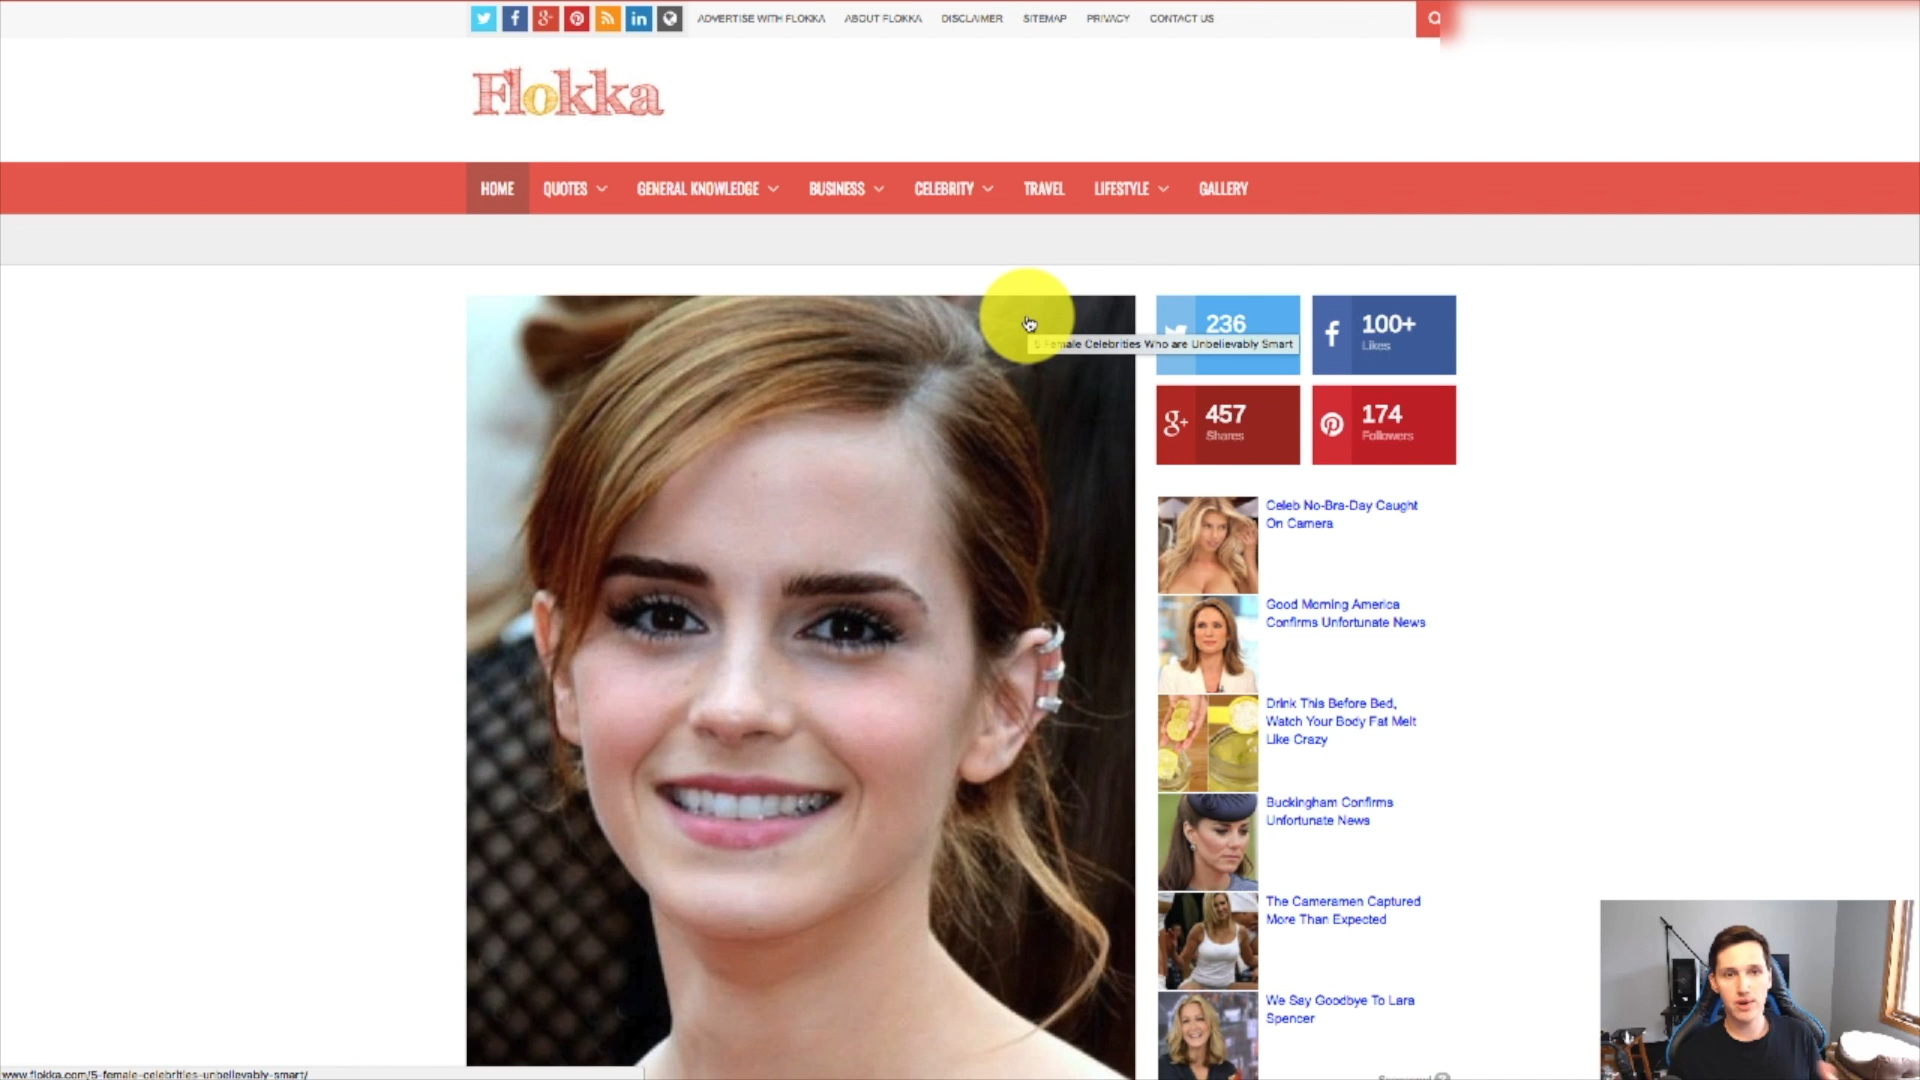 ADVERTISE WITH FLOKKA ABOUT FLOKKA DISCLAIMER SITEMAP PRIVACY CONTACT US
Flokka
HOME QUOTES GENERAL KNOWLEDGE BUSINESS CELEBRITY TRAVEL LIFESTYLE GALLERY
236
100+
Likes
5 Female Celebrities Who are Unbelievably Smart
457
Shares
174
Followers
Celeb No-Bra-Day Caught
On Camera
Good Morning America
Confirms Unfortunate News
Drink This Before Bed,
Watch Your Body Fat Melt
Like Crazy
Buckingham Confirms
Unfortunate News
The Cameramen Captured
More Than Expected
We Say Goodbye To Lara
Spencer
www.flokka.com/5-female-celebrities-unbelievably-smart/